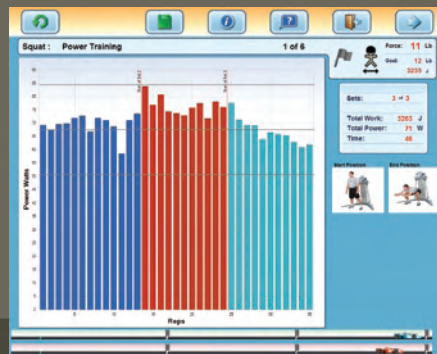 Squat : Power Training
1 of 6
Force: 11 Lb
Goal: 12 Lb
3255 J
Sets: 3 of 3
Total Work: 3263 J
Total Power: 71 W
Time: 46
Start Position
End Position
Power Watts
Reps